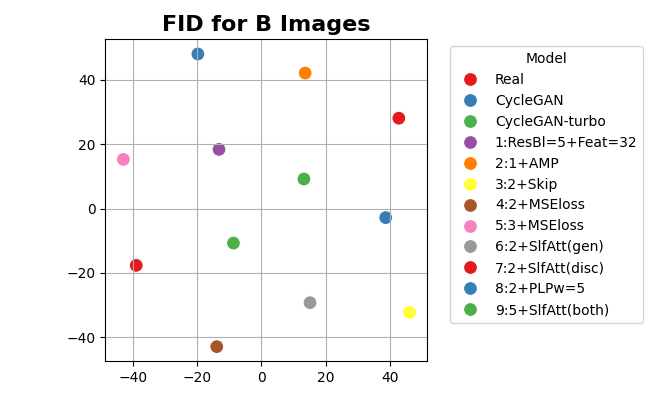 FID for B Images
40
20
0
−20
−40
−40
−20
0
20
40
Model
Real
CycleGAN
CycleGAN-turbo
1:ResBl=5+Feat=32
2:1+AMP
3:2+Skip
4:2+MSEloss
5:3+MSEloss
6:2+SlfAtt(gen)
7:2+SlfAtt(disc)
8:2+PLPw=5
9:5+SlfAtt(both)